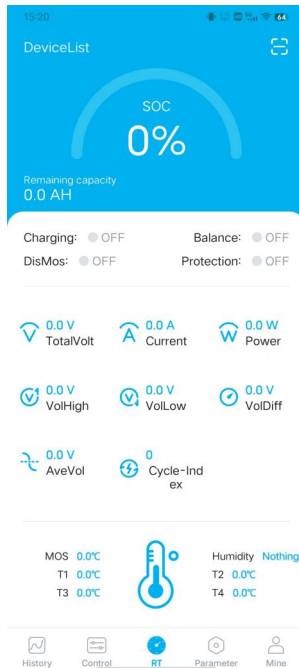 15:20
64
DeviceList
SOC
0%
Remaining capacity
0.0 AH
Charging: OFF Balance: OFF
DisMos: OFF Protection: OFF
0.0 V 0.0 A 0.0 W
V TotalVolt A Current W Power
0.0 V 0.0 V 0.0 V
V VolHigh V VolLow VolDiff
0.0 V 0
AveVol Cycle-Ind
ex
MOS 0.0℃ Humidity Nothing
T1 0.0℃ T2 0.0℃
T3 0.0℃ T4 0.0℃
History Control RT Parameter Mine